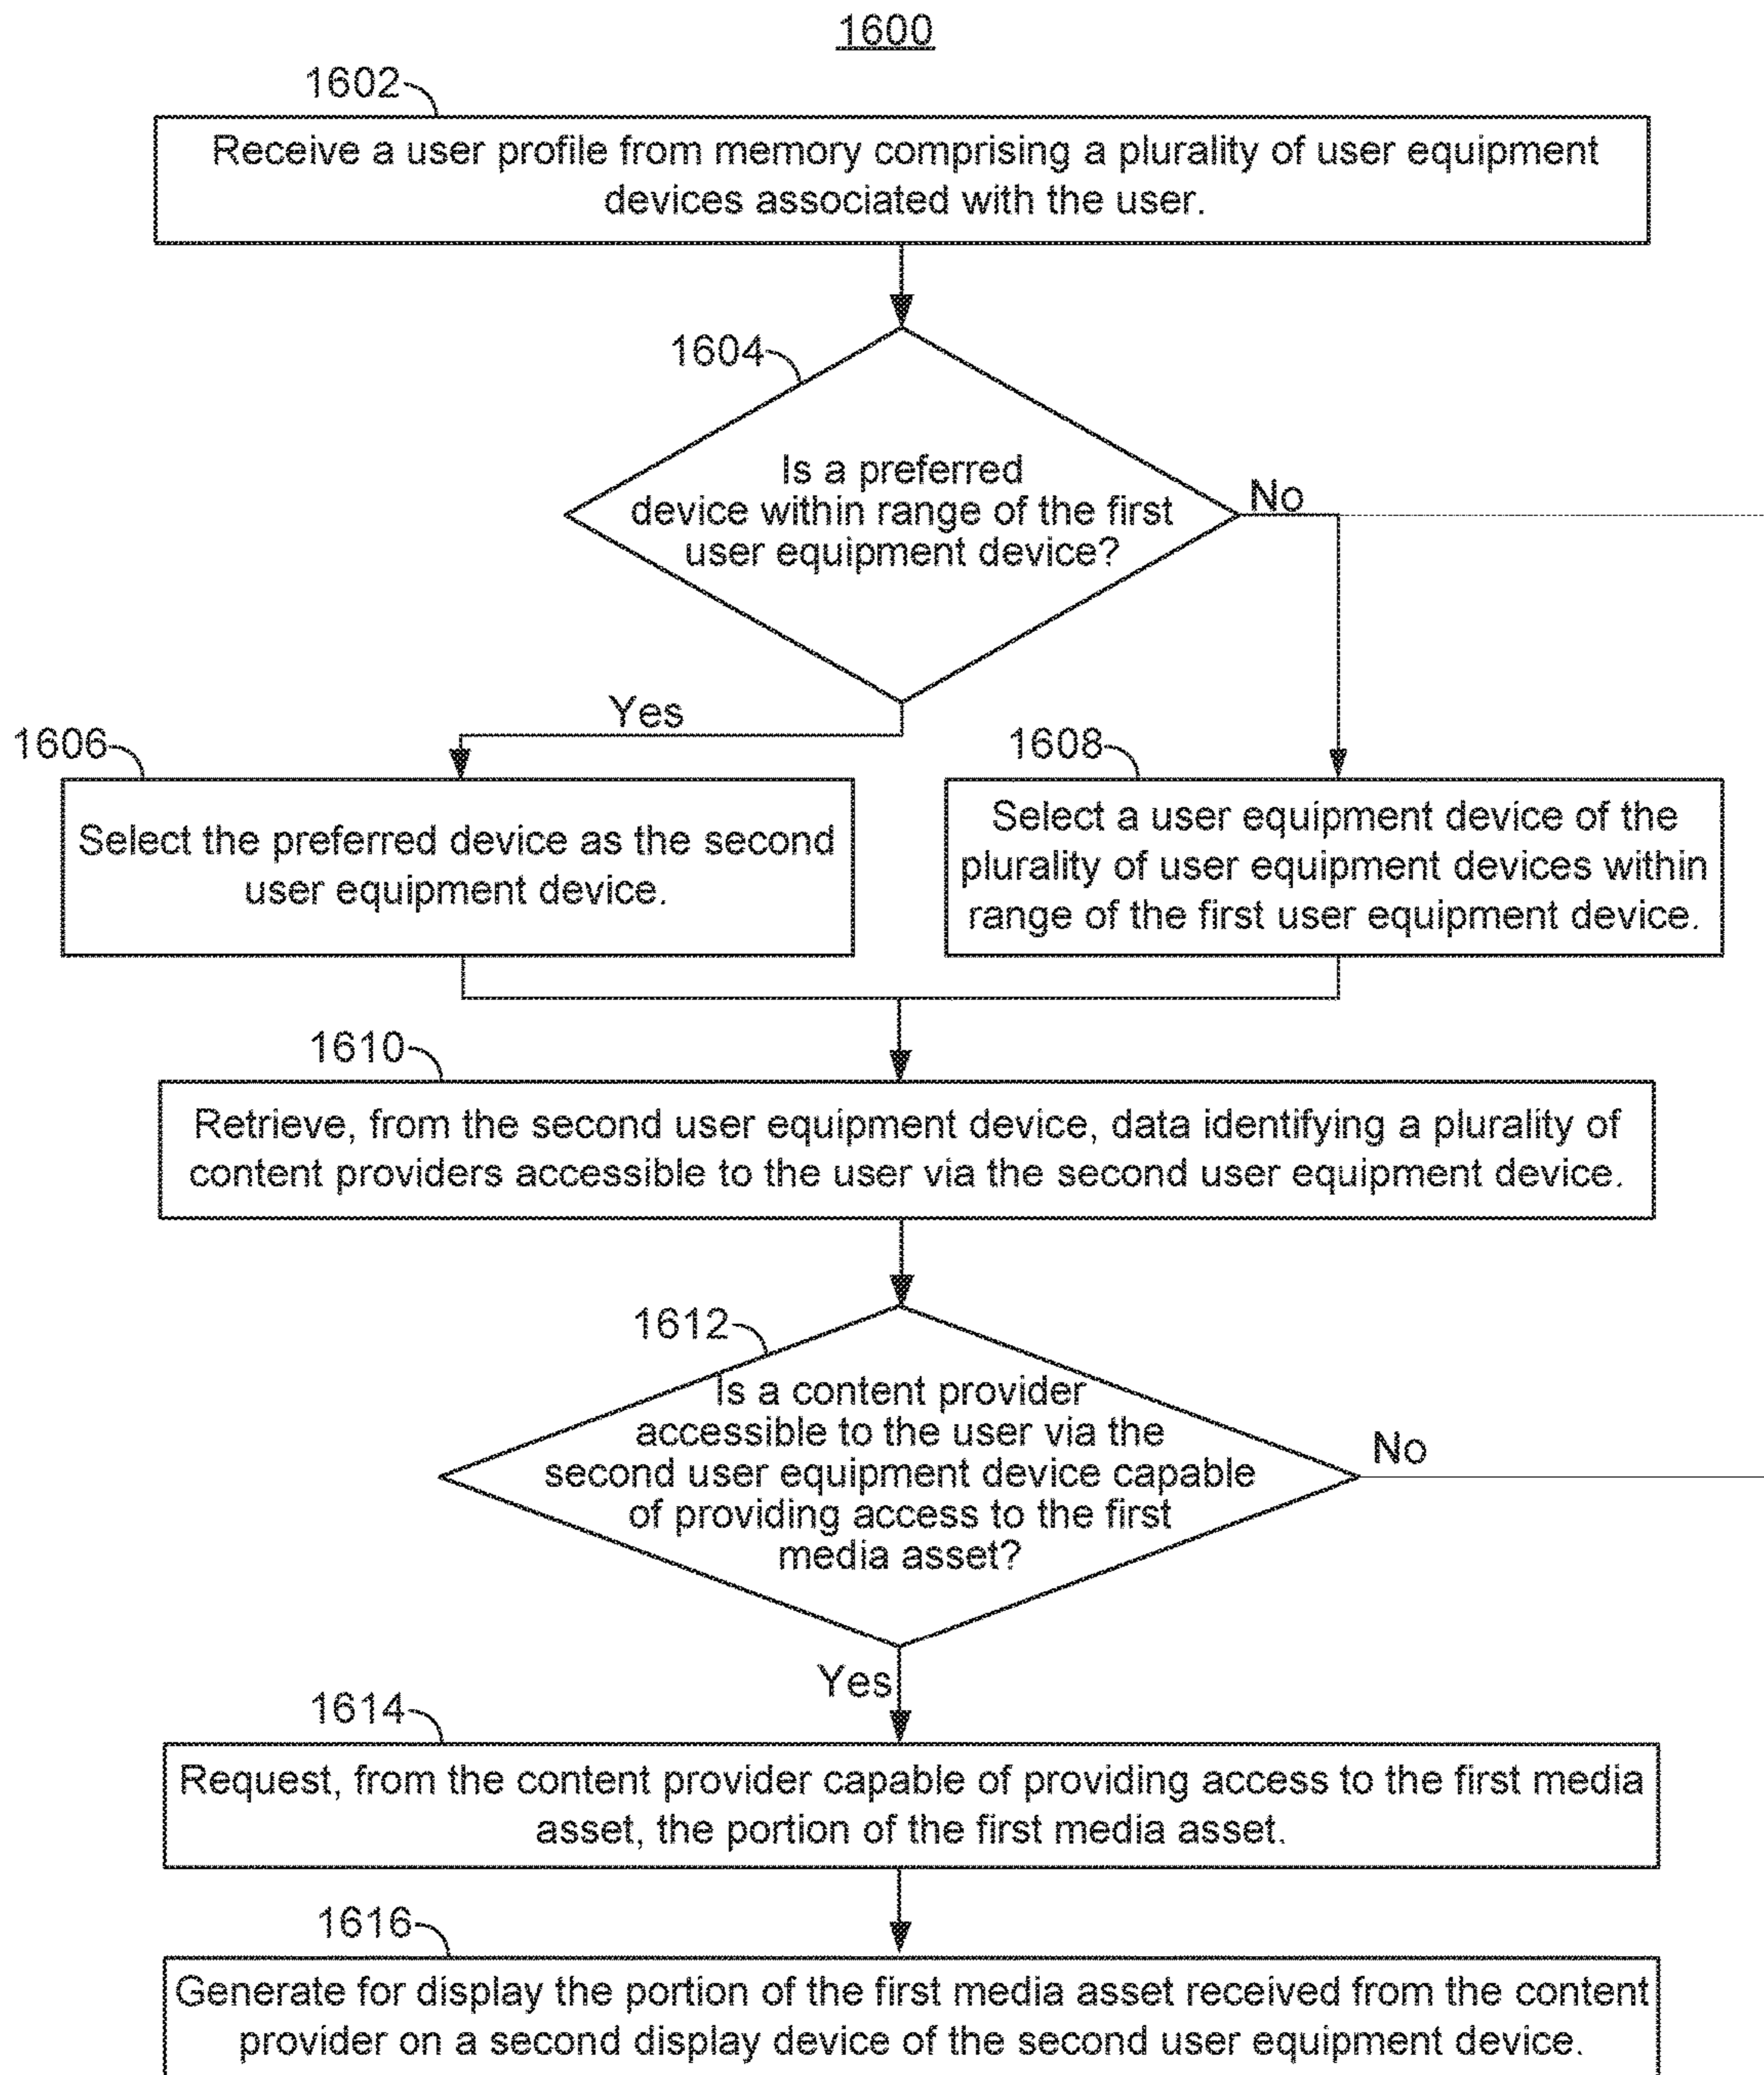 1600
1602
Receive a user profile from memory comprising a plurality of user equipment
devices associated with the user.
1604
Is a preferred
device within range of the first
user equipment device?
No
Yes
1606
Select the preferred device as the second
user equipment device.
1608
Select a user equipment device of the
plurality of user equipment devices within
range of the first user equipment device.
1610
Retrieve, from the second user equipment device, data identifying a plurality of
content providers accessible to the user via the second user equipment device.
1612
Is a content provider
accessible to the user via the
second user equipment device capable
of providing access to the first
media asset?
No
Yes
1614
Request, from the content provider capable of providing access to the first media
asset, the portion of the first media asset.
1616
Generate for display the portion of the first media asset received from the content
provider on a second display device of the second user equipment device.